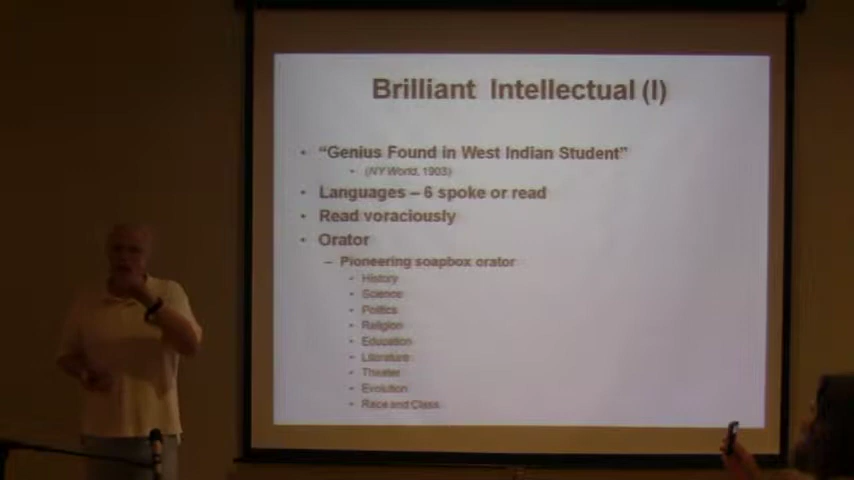 Brilliant Intellectual (I)
• “Genius Found in West Indian Student”
• (NY World, 1903)
• Languages – 6 spoke or read
• Read voraciously
• Orator
– Pioneering soapbox orator
• History
• Science
• Politics
• Religion
• Education
• Literature
• Theater
• Evolution
• Race and Class